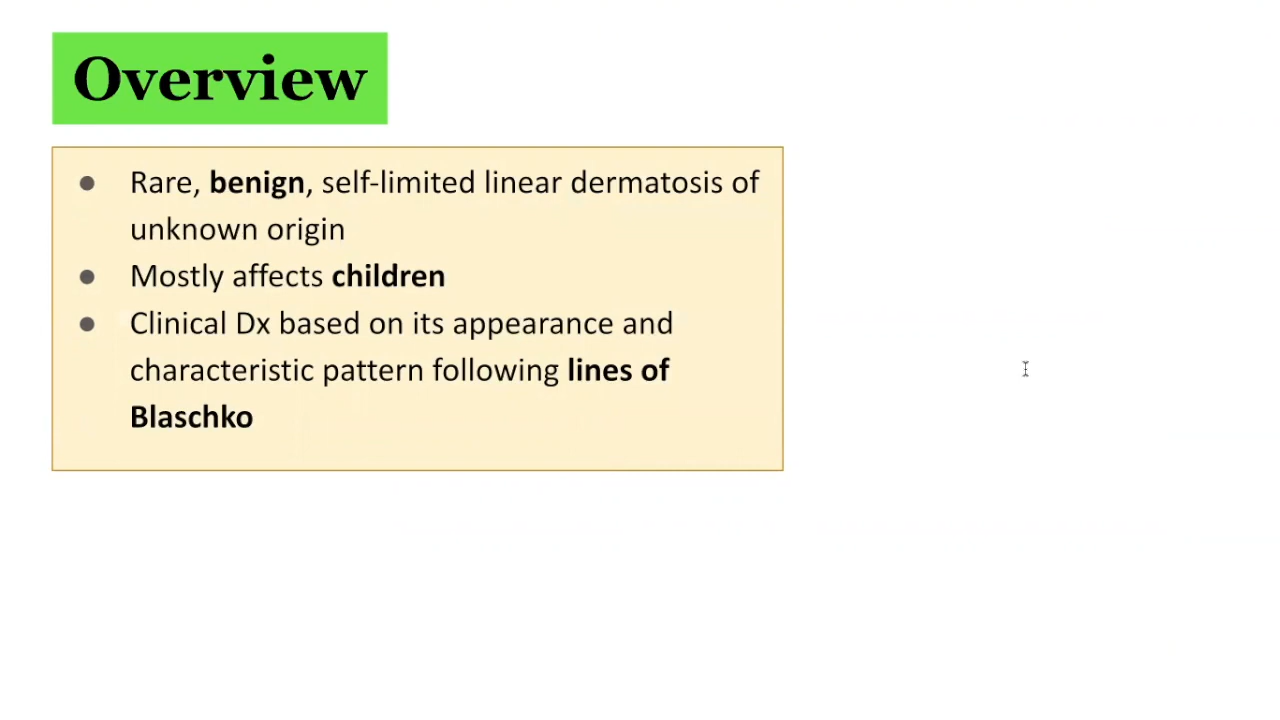 Overview
● Rare, benign, self-limited linear dermatosis of
unknown origin
● Mostly affects children
● Clinical Dx based on its appearance and
characteristic pattern following lines of
Blaschko